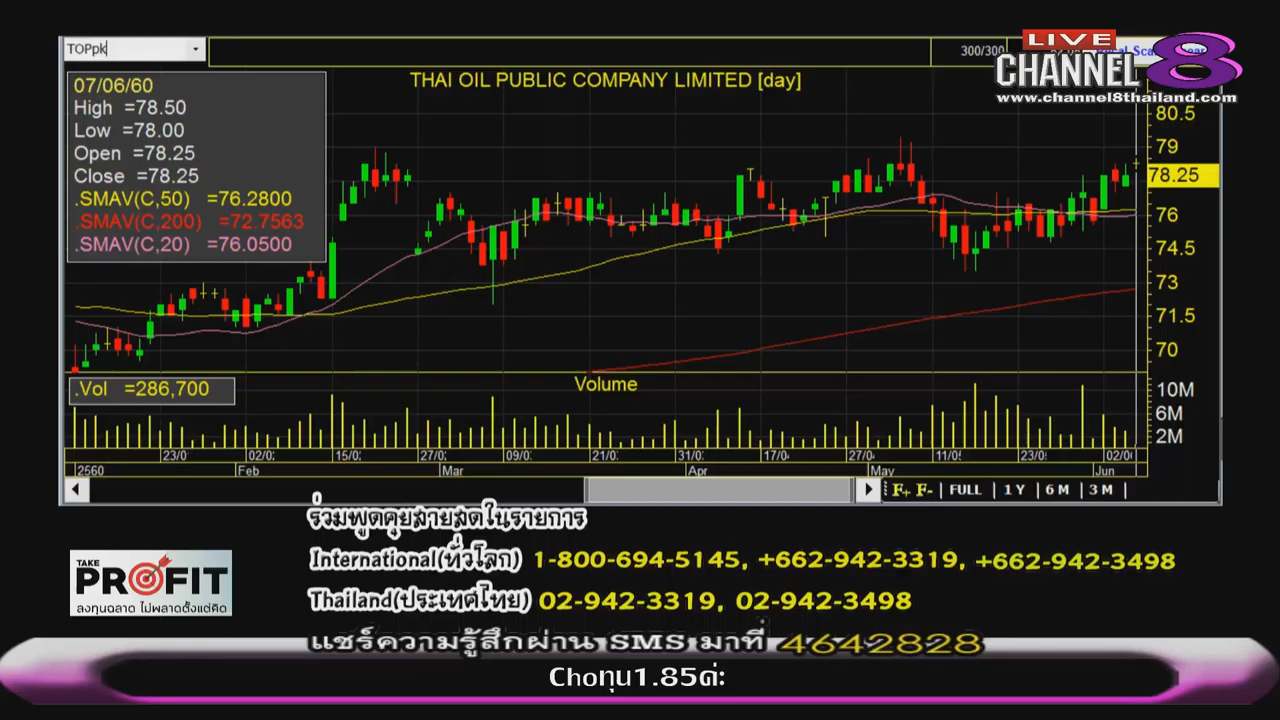 TOPpk
300/300
LIVE
CHANNEL 8
www.channel8thailand.com
THAI OIL PUBLIC COMPANY LIMITED [day]
07/06/60
High =78.50
Low =78.00
Open =78.25
Close =78.25
.SMAV(C,50) =76.2800
.SMAV(C,200) =72.7563
.SMAV(C,20) =76.0500
80.5
79
78.25
76
74.5
73
71.5
70
.Vol =286,700
Volume
10M
6M
2M
23/0 02/0 15/0 27/0 09/0 21/0 31/0 17/0 27/0 11/0 23/0 02/0
2560 Feb Mar Apr May Jun
F+ F- | FULL | 1 Y | 6 M | 3 M |
ร่วมพูดคุยสายสดในรายการ
International(ทั่วโลก) 1-800-694-5145, +662-942-3319, +662-942-3498
Thailand(ประเทศไทย) 02-942-3319, 02-942-3498
แชร์ความรู้สึกผ่าน SMS มาที่ 4642828
TAKE
PROFIT
ลงทุนฉลาด ไม่พลาดตั้งแต่คิด
Choทุน1.85ค่ะ